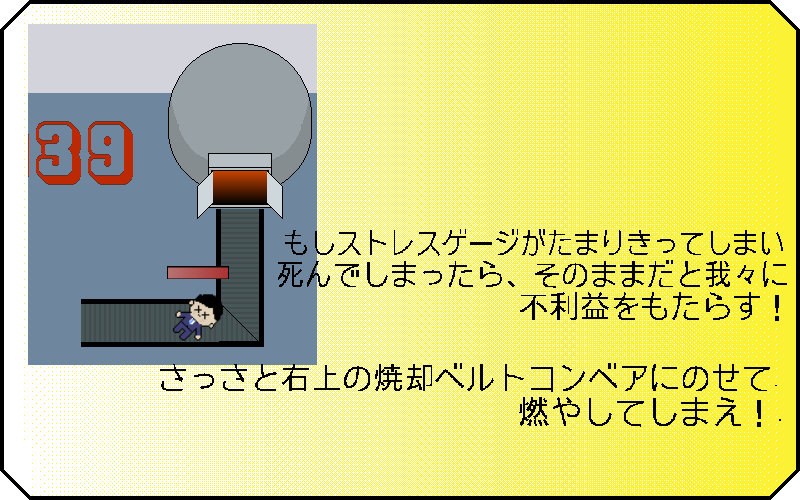 39
もしストレスゲージがたまりきってしまい
死んでしまったら、そのままだと我々に
不利益をもたらす！
さっさと右上の焼却ベルトコンベアにのせて
燃やしてしまえ！